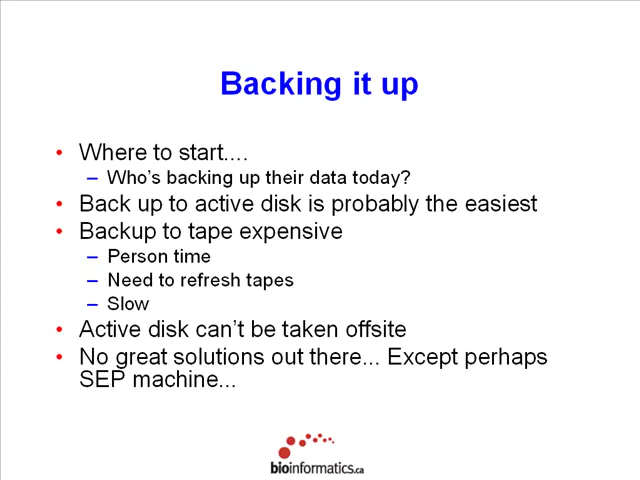 Backing it up
• Where to start....
– Who's backing up their data today?
• Back up to active disk is probably the easiest
• Backup to tape expensive
– Person time
– Need to refresh tapes
– Slow
• Active disk can't be taken offsite
• No great solutions out there... Except perhaps
SEP machine...
bioinformatics.ca